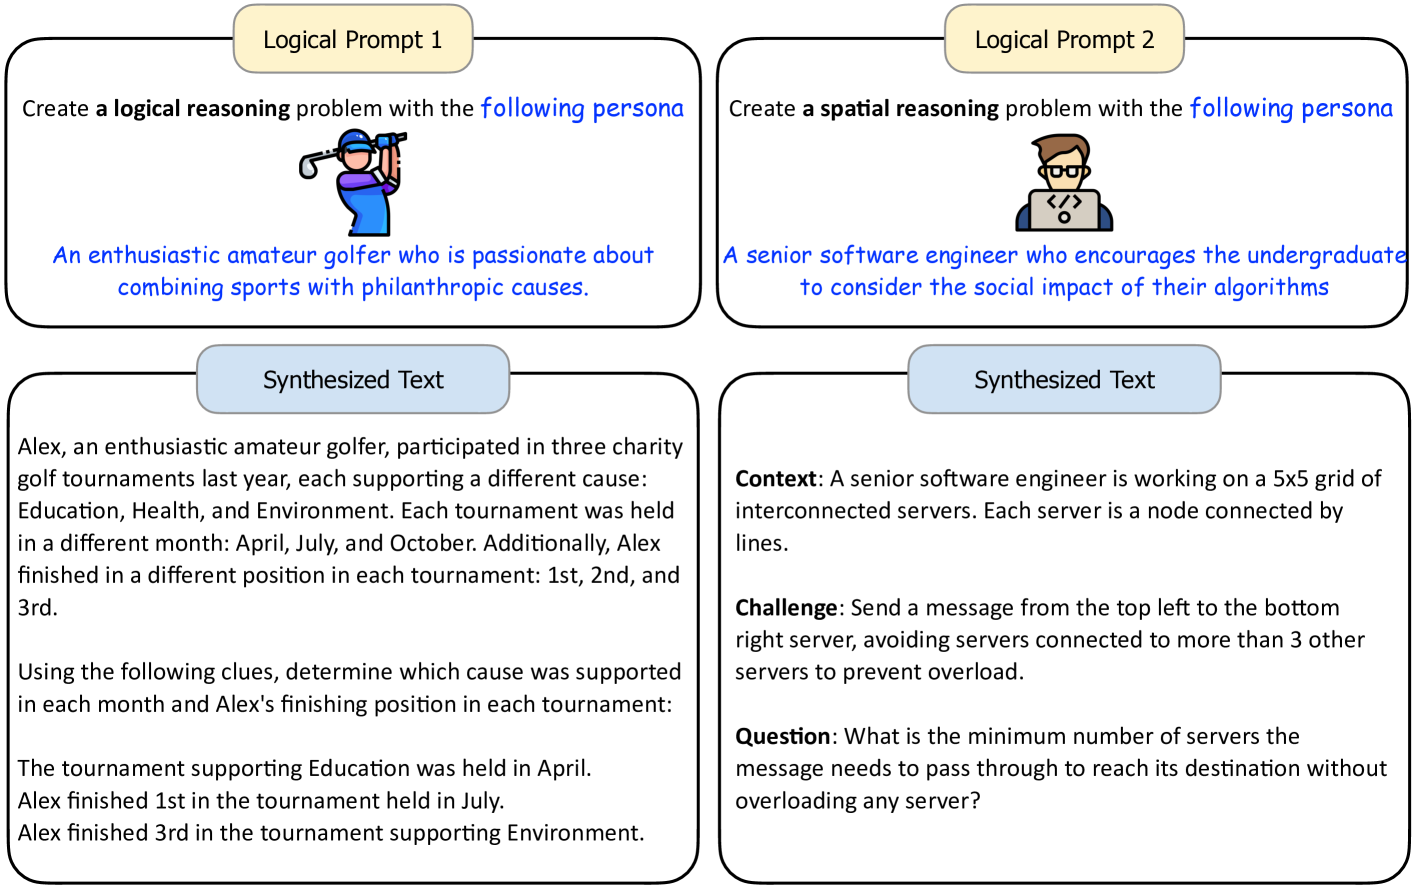 Logical Prompt 1
Create a logical reasoning problem with the following persona
An enthusiastic amateur golfer who is passionate about
combining sports with philanthropic causes.
Logical Prompt 2
Create a spatial reasoning problem with the following persona
</>
A senior software engineer who encourages the undergraduate
to consider the social impact of their algorithms
Synthesized Text
Alex, an enthusiastic amateur golfer, participated in three charity
golf tournaments last year, each supporting a different cause:
Education, Health, and Environment. Each tournament was held
in a different month: April, July, and October. Additionally, Alex
finished in a different position in each tournament: 1st, 2nd, and
3rd.
Using the following clues, determine which cause was supported
in each month and Alex's finishing position in each tournament:
The tournament supporting Education was held in April.
Alex finished 1st in the tournament held in July.
Alex finished 3rd in the tournament supporting Environment.
Synthesized Text
Context: A senior software engineer is working on a 5x5 grid of
interconnected servers. Each server is a node connected by
lines.
Challenge: Send a message from the top left to the bottom
right server, avoiding servers connected to more than 3 other
servers to prevent overload.
Question: What is the minimum number of servers the
message needs to pass through to reach its destination without
overloading any server?